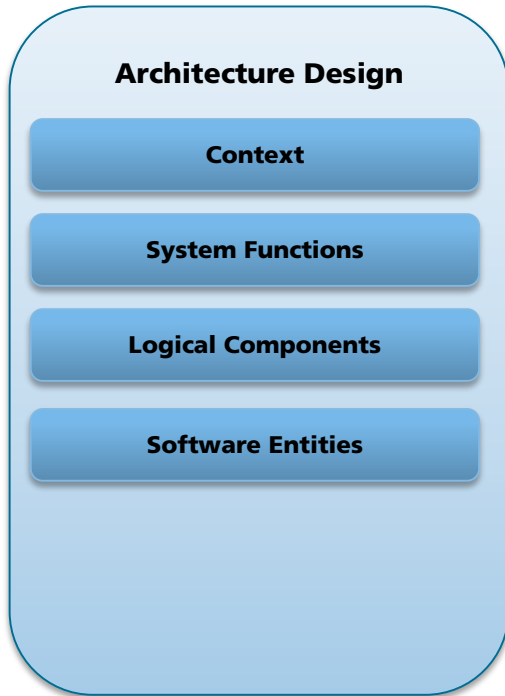 Architecture Design
Context
System Functions
Logical Components
Software Entities